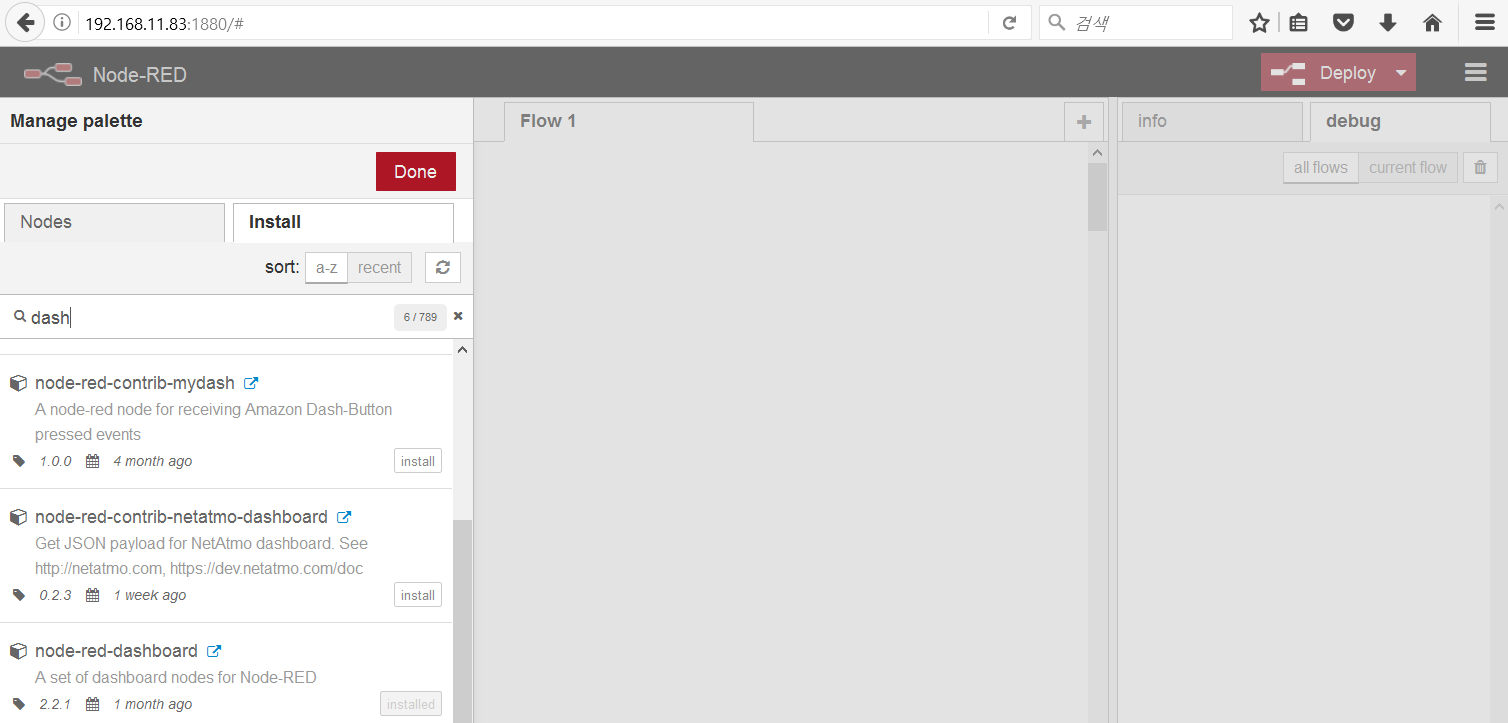 192.168.11.83:1880/#
검색
Node-RED
Deploy
Manage palette
Done
Nodes
Install
sort:
a-z
recent
dash
6 / 789
node-red-contrib-mydash
A node-red node for receiving Amazon Dash-Button
pressed events
1.0.0
4 month ago
install
node-red-contrib-netatmo-dashboard
Get JSON payload for NetAtmo dashboard. See
http://netatmo.com, https://dev.netatmo.com/doc
0.2.3
1 week ago
install
node-red-dashboard
A set of dashboard nodes for Node-RED
2.2.1
1 month ago
installed
Flow 1
info
debug
all flows
current flow